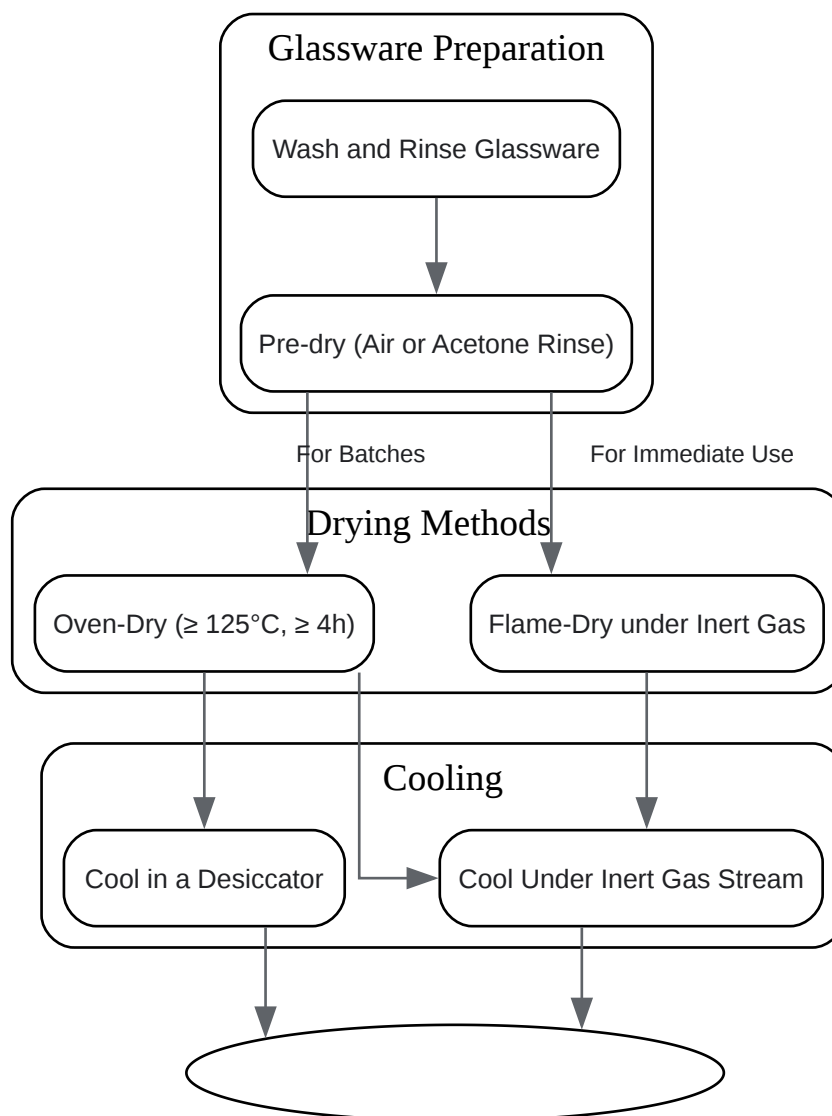 Glassware Preparation
Wash and Rinse Glassware
Pre-dry (Air or Acetone Rinse)
For Batches
For Immediate Use
Drying Methods
Oven-Dry (≥ 125°C, ≥ 4h)
Flame-Dry under Inert Gas
Cooling
Cool in a Desiccator
Cool Under Inert Gas Stream